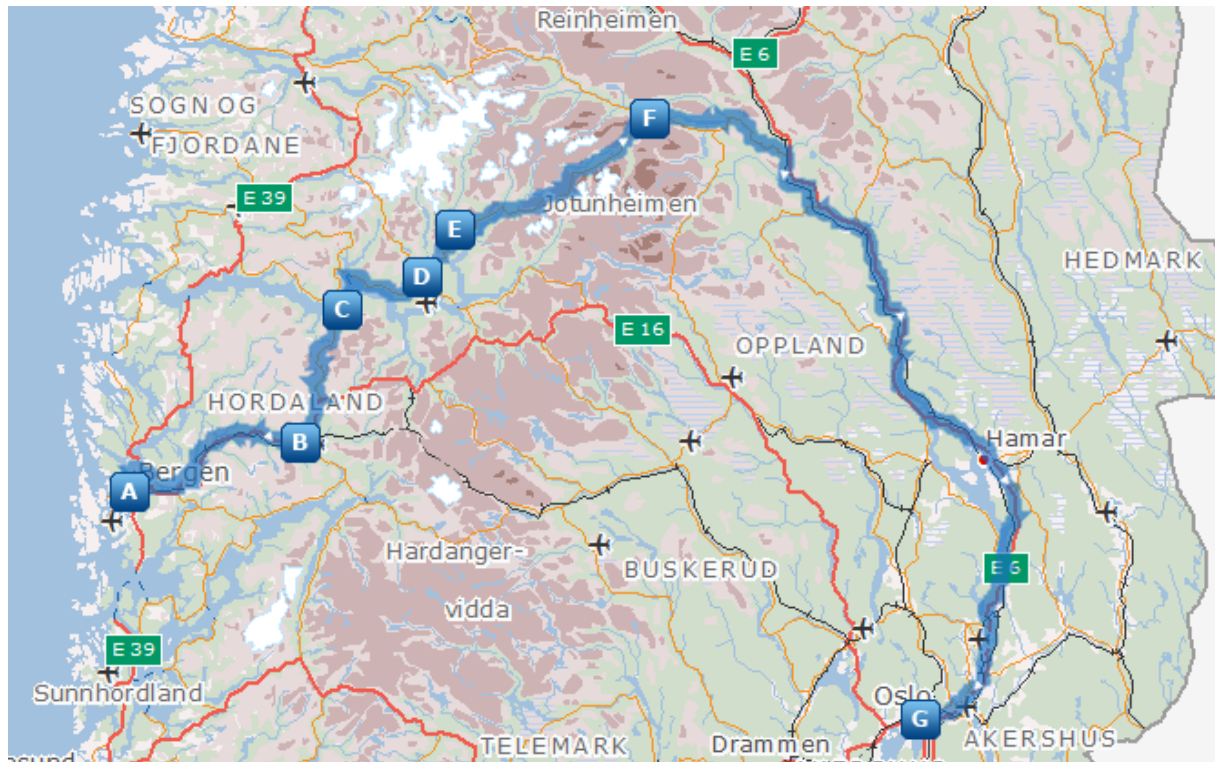 Reinheimen
E 6
SOGN OG
FJORDANE
F
E 39
Jotunheimen
E
HEDMARK
D
C
E 16
OPPLAND
HORDALAND
B
Hamar
Bergen
A
Hardanger-
vidda
BUSKERUD
E 6
E 39
Sunnhordland
Oslo
G
TELEMARK
Drammen
AKERSHUS